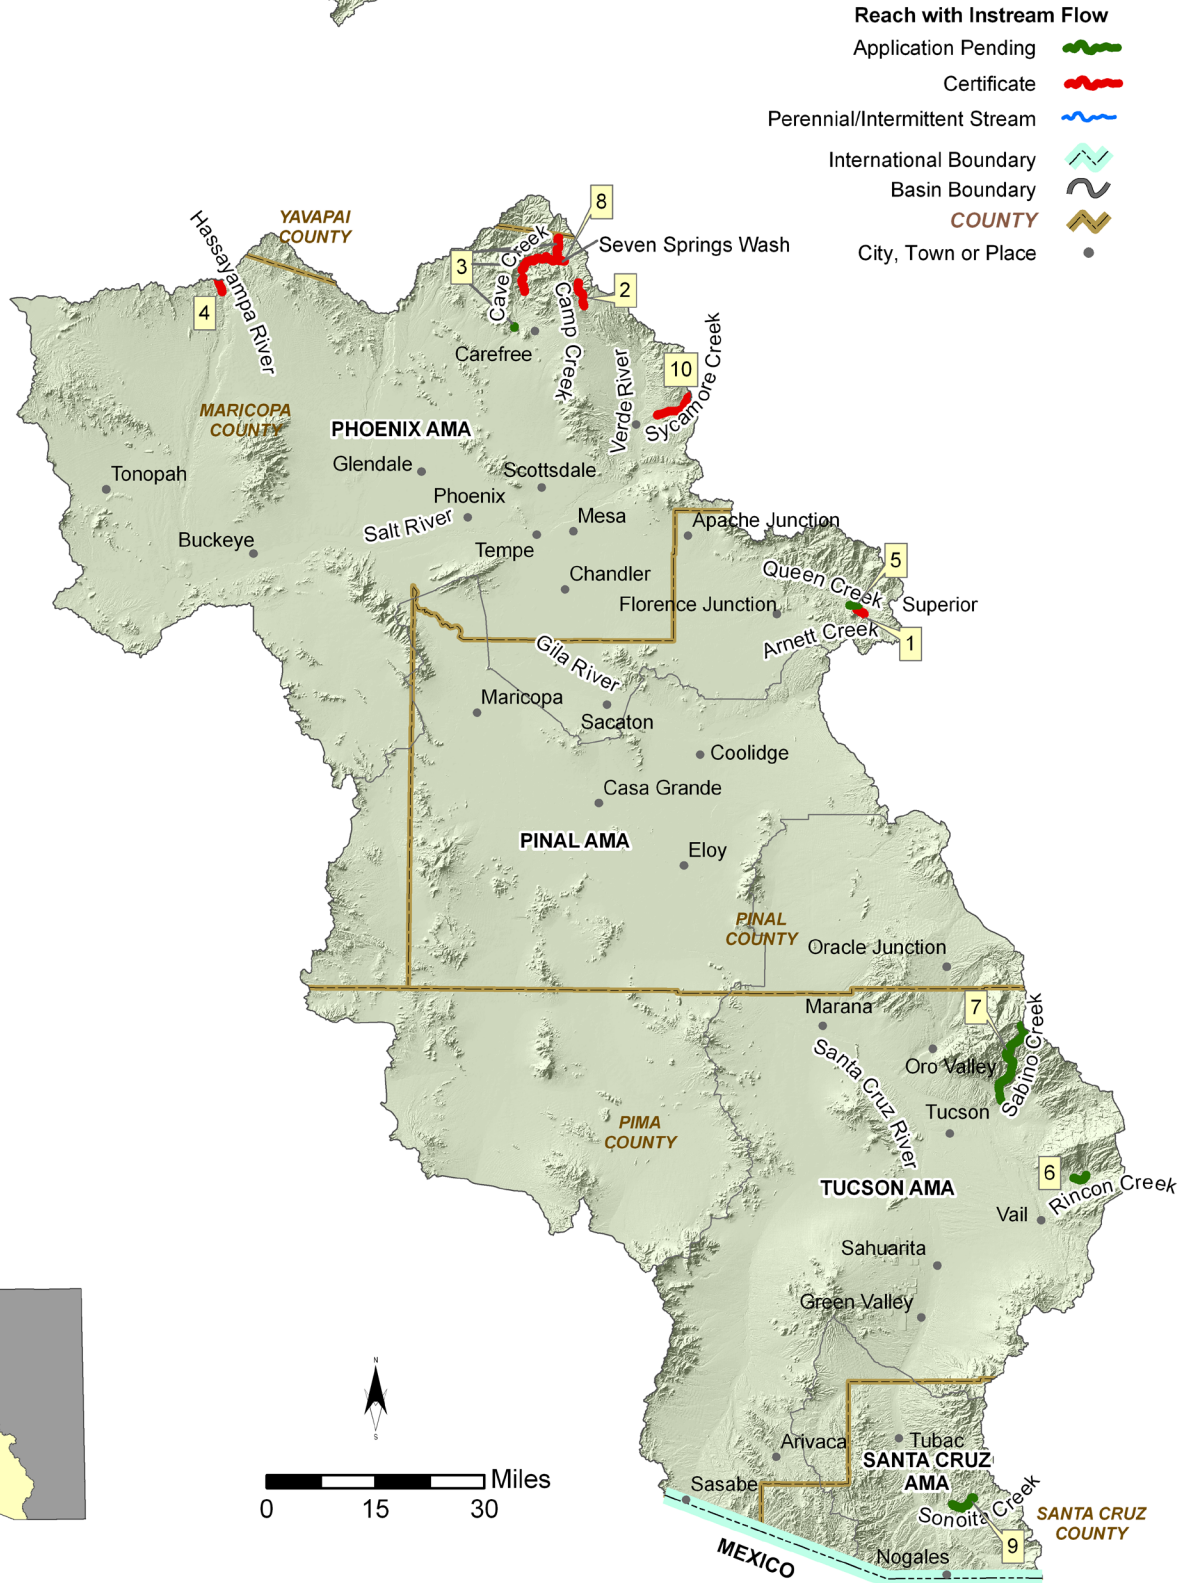 Reach with Instream Flow
Application Pending
Certificate
Perennial/Intermittent Stream
International Boundary
Basin Boundary
COUNTY
City, Town or Place
8
YAVAPAI
COUNTY
Hassayampa River
Cave Creek
Seven Springs Wash
3
2
4
Camp Creek
Carefree
Verde River
10
Sycamore Creek
MARICOPA
COUNTY
PHOENIX AMA
Glendale
Scottsdale
Tonopah
Phoenix
Salt River
Mesa
Apache Junction
Buckeye
Tempe
5
Queen Creek
Chandler
Florence Junction
Superior
Arnett Creek
1
Gila River
Maricopa
Sacaton
Coolidge
Casa Grande
PINAL AMA
Eloy
PINAL
COUNTY
Oracle Junction
Marana
7
Sabino Creek
Santa Cruz River
Oro Valley
Tucson
PIMA
COUNTY
6
TUCSON AMA
Rincon Creek
Vail
Sahuarita
Green Valley
N
S
Arivaca
Tubac
SANTA CRUZ
AMA
Miles
0 15 30
Sasabe
Sonoita Creek
SANTA CRUZ
COUNTY
9
MEXICO
Nogales